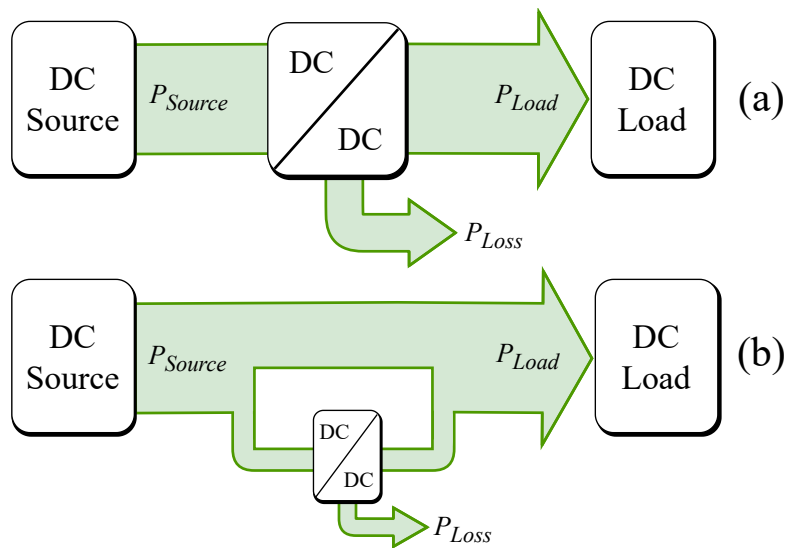 DC
Source
P_Source
DC
DC
P_Load
DC
Load
(a)
P_Loss
DC
Source
P_Source
P_Load
DC
Load
(b)
DC
DC
P_Loss